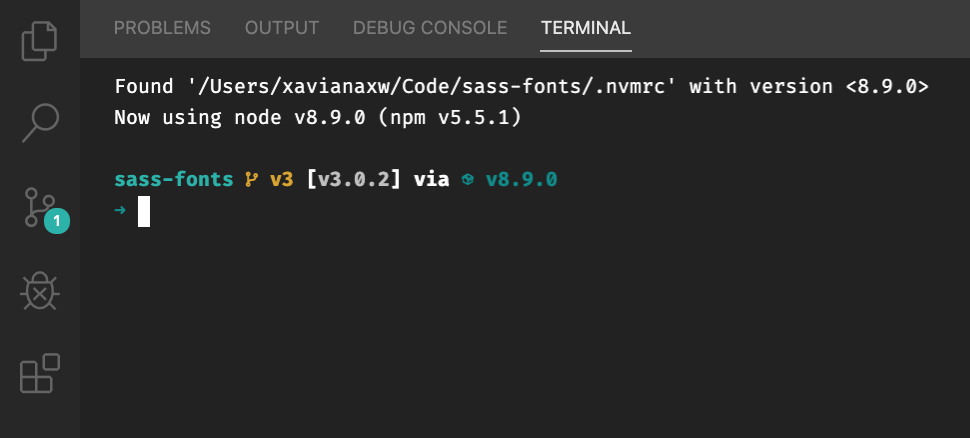 PROBLEMS OUTPUT DEBUG CONSOLE TERMINAL
Found '/Users/xavianaxw/Code/sass-fonts/.nvmrc' with version <8.9.0>
Now using node v8.9.0 (npm v5.5.1)
sass-fonts v3 [v3.0.2] via v8.9.0
➜
1